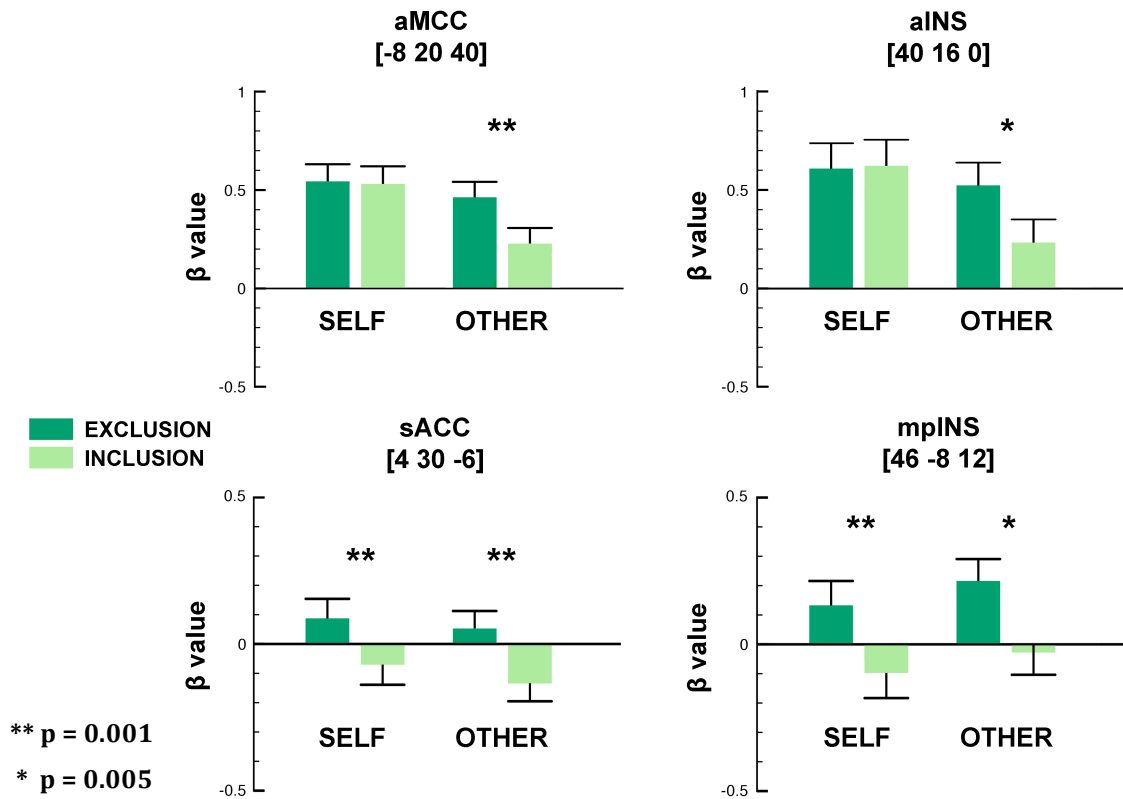 aMCC
[-8 20 40]
1
**
0.5
β value
0
SELF OTHER
-0.5
aINS
[40 16 0]
1
*
0.5
β value
0
SELF OTHER
-0.5
EXCLUSION
INCLUSION
sACC
[4 30 -6]
0.5
** **
β value
0
SELF OTHER
-0.5
mpINS
[46 -8 12]
0.5
** *
β value
0
SELF OTHER
-0.5
** p = 0.001
* p = 0.005